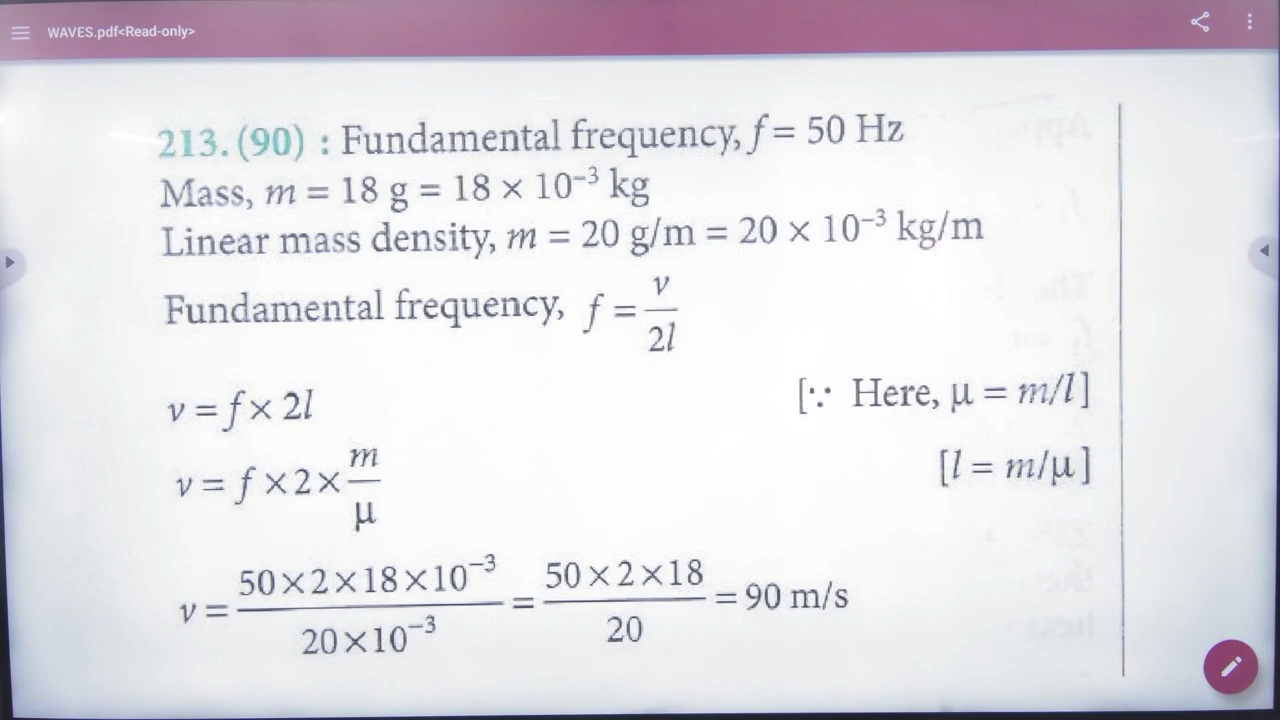 WAVES.pdf<Read-only>
213. (90) : Fundamental frequency, f = 50 Hz
Mass, m = 18 g = 18 × 10⁻³ kg
Linear mass density, m = 20 g/m = 20 × 10⁻³ kg/m
Fundamental frequency, f = v/2l
v = f × 2l [∵ Here, μ = m/l]
v = f × 2 × m/μ [l = m/μ]
v = 50×2×18×10⁻³/20×10⁻³ = 50×2×18/20 = 90 m/s